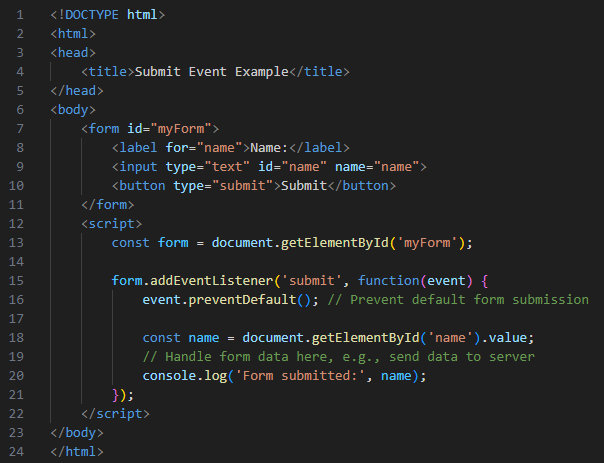 1 <!DOCTYPE html>
2 <html>
3 <head>
4     <title>Submit Event Example</title>
5 </head>
6 <body>
7     <form id="myForm">
8         <label for="name">Name:</label>
9         <input type="text" id="name" name="name">
10         <button type="submit">Submit</button>
11     </form>
12     <script>
13         const form = document.getElementById('myForm');
14
15         form.addEventListener('submit', function(event) {
16             event.preventDefault(); // Prevent default form submission
17
18             const name = document.getElementById('name').value;
19             // Handle form data here, e.g., send data to server
20             console.log('Form submitted:', name);
21         });
22     </script>
23 </body>
24 </html>